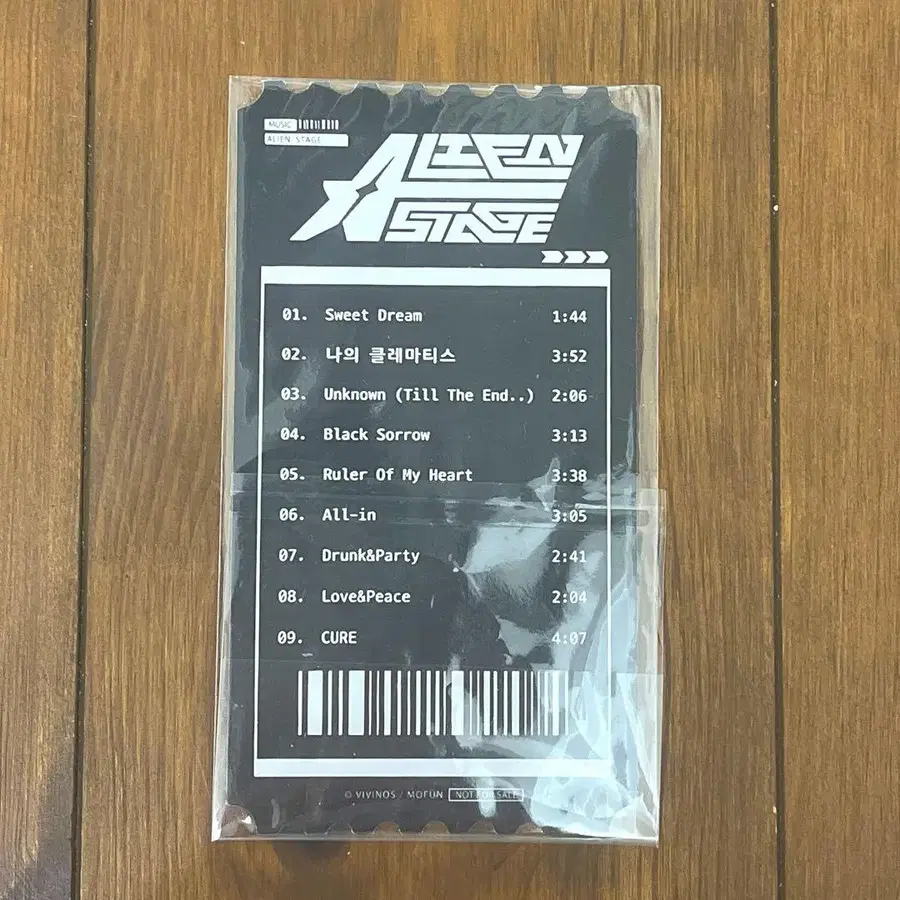 MUSIC
ALIEN STAGE
ALIEN
STAGE
01. Sweet Dream 1:44
02. 나의 클레마티스 3:52
03. Unknown (Till The End..) 2:06
04. Black Sorrow 3:13
05. Ruler Of My Heart 3:38
06. All-in 3:05
07. Drunk&Party 2:41
08. Love&Peace 2:04
09. CURE 4:07
© VIVINOS / MOFUN NOT FOR SALE